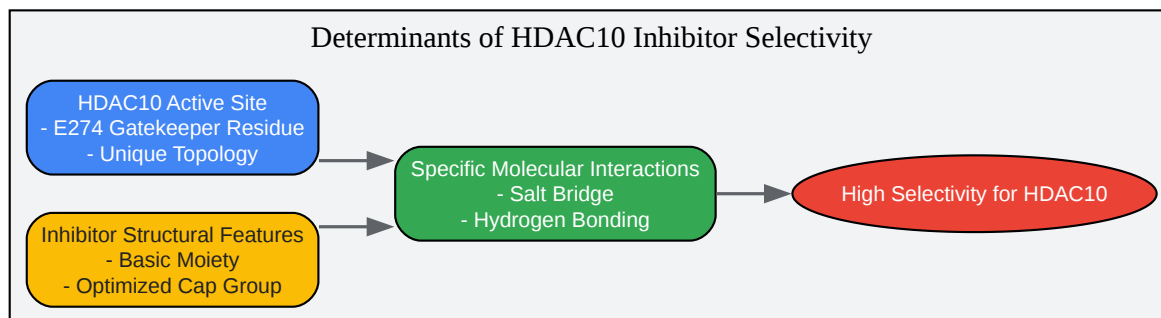 Determinants of HDAC10 Inhibitor Selectivity
HDAC10 Active Site
- E274 Gatekeeper Residue
- Unique Topology
Inhibitor Structural Features
- Basic Moiety
- Optimized Cap Group
Specific Molecular Interactions
- Salt Bridge
- Hydrogen Bonding
High Selectivity for HDAC10